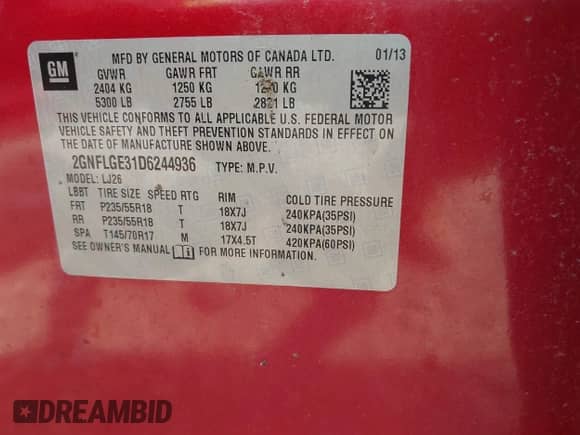 GM
MFD BY GENERAL MOTORS OF CANADA LTD. 01/13
GVWR GAWR FRT GAWR RR
2404 KG 1250 KG KG
5300 LB 2755 LB 2821 LB
THIS VEHICLE CONFORMS TO ALL APPLICABLE U.S. FEDERAL MOTOR
VEHICLE SAFETY AND THEFT PREVENTION STANDARDS IN EFFECT ON
THE DATE OF MANUFACTURE SHOWN ABOVE.
2GNFLGE31D6244936 TYPE: M.P.V.
MODEL: LJ26
LBBT TIRE SIZE SPEED RTG RIM COLD TIRE PRESSURE
FRT P235/55R18 T 18X7J 240KPA(35PSI)
RR P235/55R18 T 18X7J 240KPA(35PSI)
SPA T145/70R17 M 17X4.5T 420KPA(60PSI)
SEE OWNER'S MANUAL FOR MORE INFORMATION.
DREAMBID